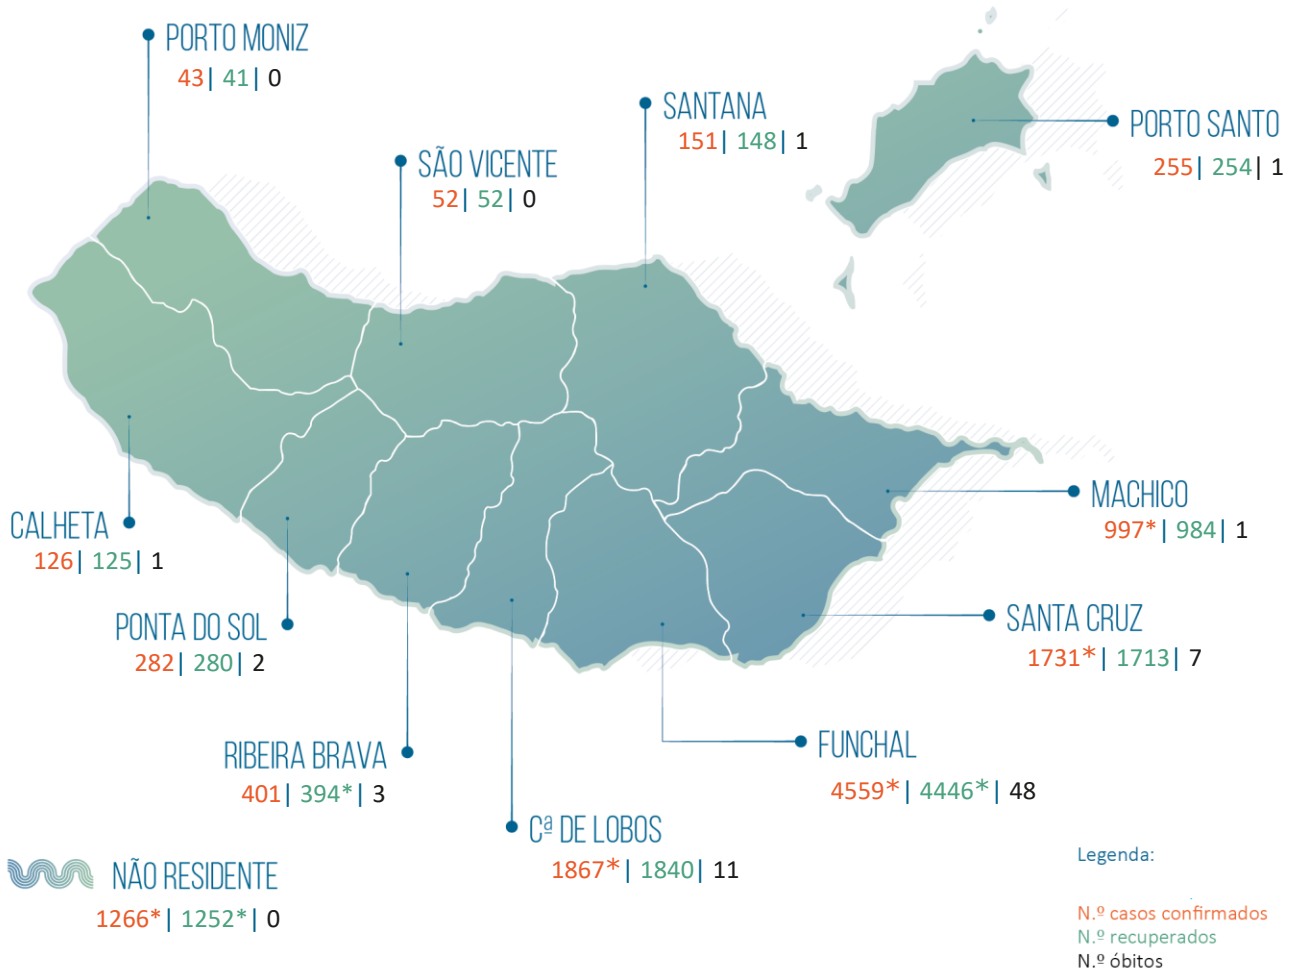 PORTO MONIZ
43| 41| 0
SANTANA
151| 148| 1
PORTO SANTO
255| 254| 1
SÃO VICENTE
52| 52| 0
MACHICO
997*| 984| 1
CALHETA
126| 125| 1
SANTA CRUZ
1731*| 1713| 7
PONTA DO SOL
282| 280| 2
RIBEIRA BRAVA
401| 394*| 3
FUNCHAL
4559*| 4446*| 48
Cª DE LOBOS
1867*| 1840| 11
NÃO RESIDENTE
1266*| 1252*| 0
Legenda:
N.º casos confirmados
N.º recuperados
N.º óbitos